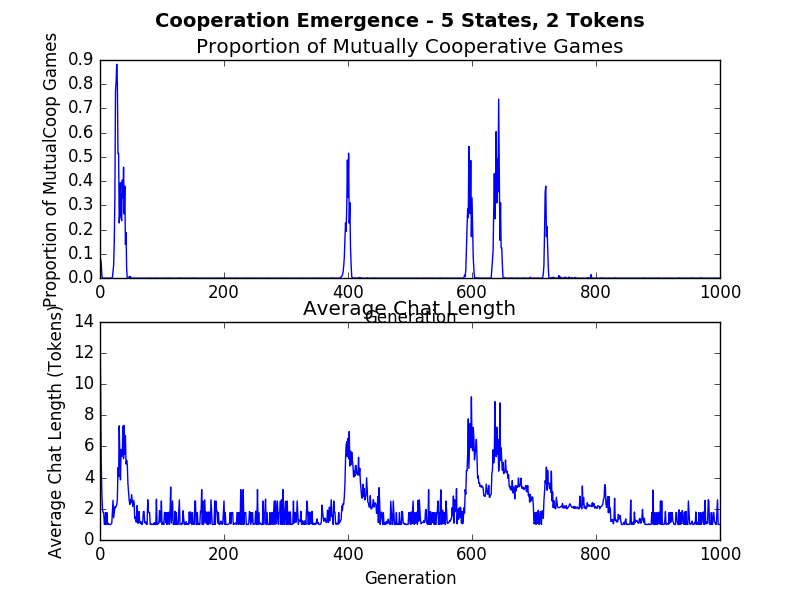 Cooperation Emergence - 5 States, 2 Tokens
Proportion of Mutually Cooperative Games
Proportion of MutualCoop Games
0.9
0.8
0.7
0.6
0.5
0.4
0.3
0.2
0.1
0.0
0 200 400 600 800 1000
Generation
Average Chat Length
Average Chat Length (Tokens)
14
12
10
8
6
4
2
0
0 200 400 600 800 1000
Generation